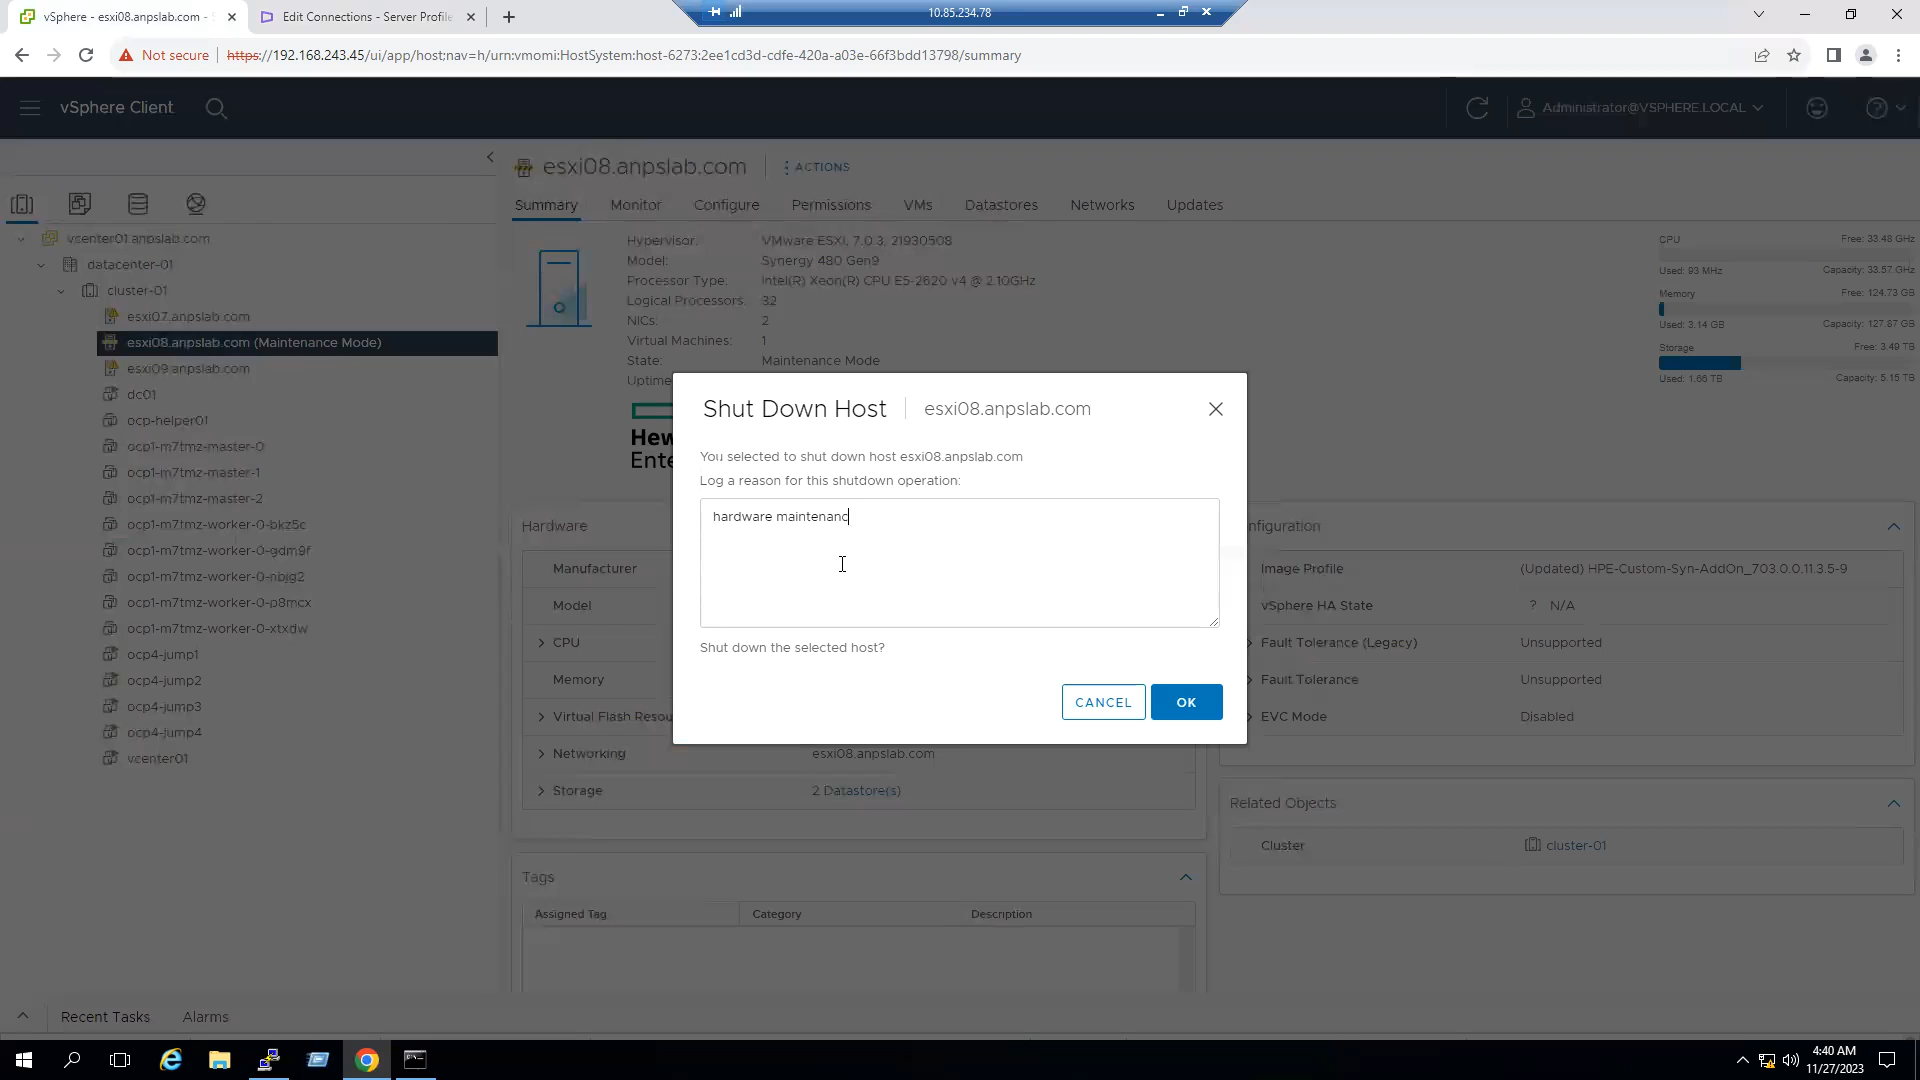 vSphere - esxi08.anpslab.com -
Edit Connections - Server Profile
10.85.234.78
Not secure
https://192.168.243.45/ui/app/host;nav=h/urn:vmomi:HostSystem:host-6273:2ee1cd3d-cdfe-420a-a03e-66f3bdd13798/summary
vSphere Client
Administrator@VSPHERE.LOCAL
esxi08.anpslab.com
ACTIONS
Summary
Monitor
Configure
Permissions
VMs
Datastores
Networks
Updates
vcenter01.anpslab.com
datacenter-01
cluster-01
esxi07.anpslab.com
esxi08.anpslab.com (Maintenance Mode)
esxi09.anpslab.com
dc01
ocp-helper01
ocp1-m7tmz-master-0
ocp1-m7tmz-master-1
ocp1-m7tmz-master-2
ocp1-m7tmz-worker-0-bkz5c
ocp1-m7tmz-worker-0-gdm9f
ocp1-m7tmz-worker-0-nbjg2
ocp1-m7tmz-worker-0-p8mcx
ocp1-m7tmz-worker-0-xtxdw
ocp4-jump1
ocp4-jump2
ocp4-jump3
ocp4-jump4
vcenter01
Hypervisor: VMware ESXi, 7.0.3, 21930508
Model: Synergy 480 Gen9
Processor Type: Intel(R) Xeon(R) CPU E5-2620 v4 @ 2.10GHz
Logical Processors: 32
NICs: 2
Virtual Machines: 1
State: Maintenance Mode
Uptime
Hew
Ente
CPU Free: 33.48 GHz
Used: 93 MHz Capacity: 33.57 GHz
Memory Free: 124.73 GB
Used: 3.14 GB Capacity: 127.87 GB
Storage Free: 3.49 TB
Used: 1.66 TB Capacity: 5.15 TB
Shut Down Host esxi08.anpslab.com
You selected to shut down host esxi08.anpslab.com
Log a reason for this shutdown operation:
hardware maintenanc
Shut down the selected host?
CANCEL
OK
Hardware
Manufacturer
Model
CPU
Memory
Virtual Flash Resou
Networking esxi08.anpslab.com
Storage 2 Datastore(s)
nfiguration
Image Profile (Updated) HPE-Custom-Syn-AddOn_703.0.0.11.3.5-9
vSphere HA State ? N/A
Fault Tolerance (Legacy) Unsupported
Fault Tolerance Unsupported
EVC Mode Disabled
Related Objects
Cluster cluster-01
Tags
Assigned Tag Category Description
Recent Tasks
Alarms
4:40 AM
11/27/2023